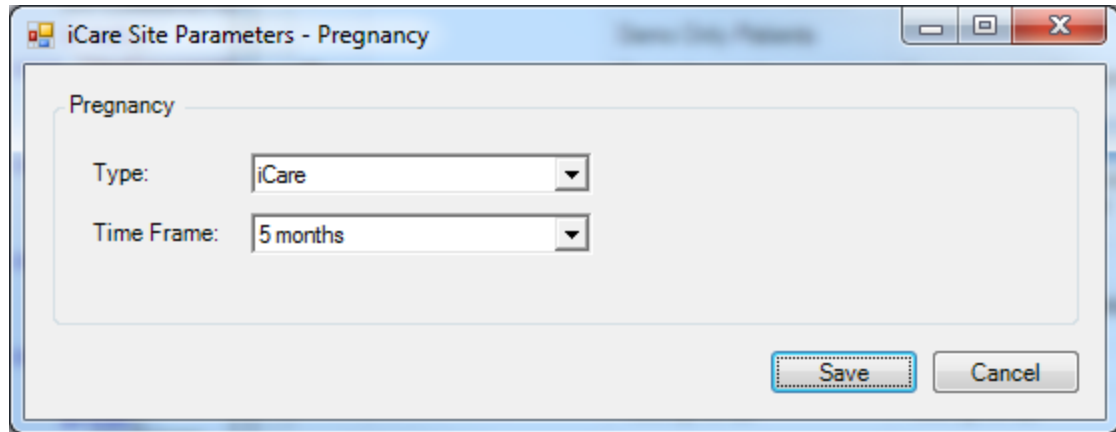 iCare Site Parameters - Pregnancy
Pregnancy
Type: iCare
Time Frame: 5 months
Save Cancel